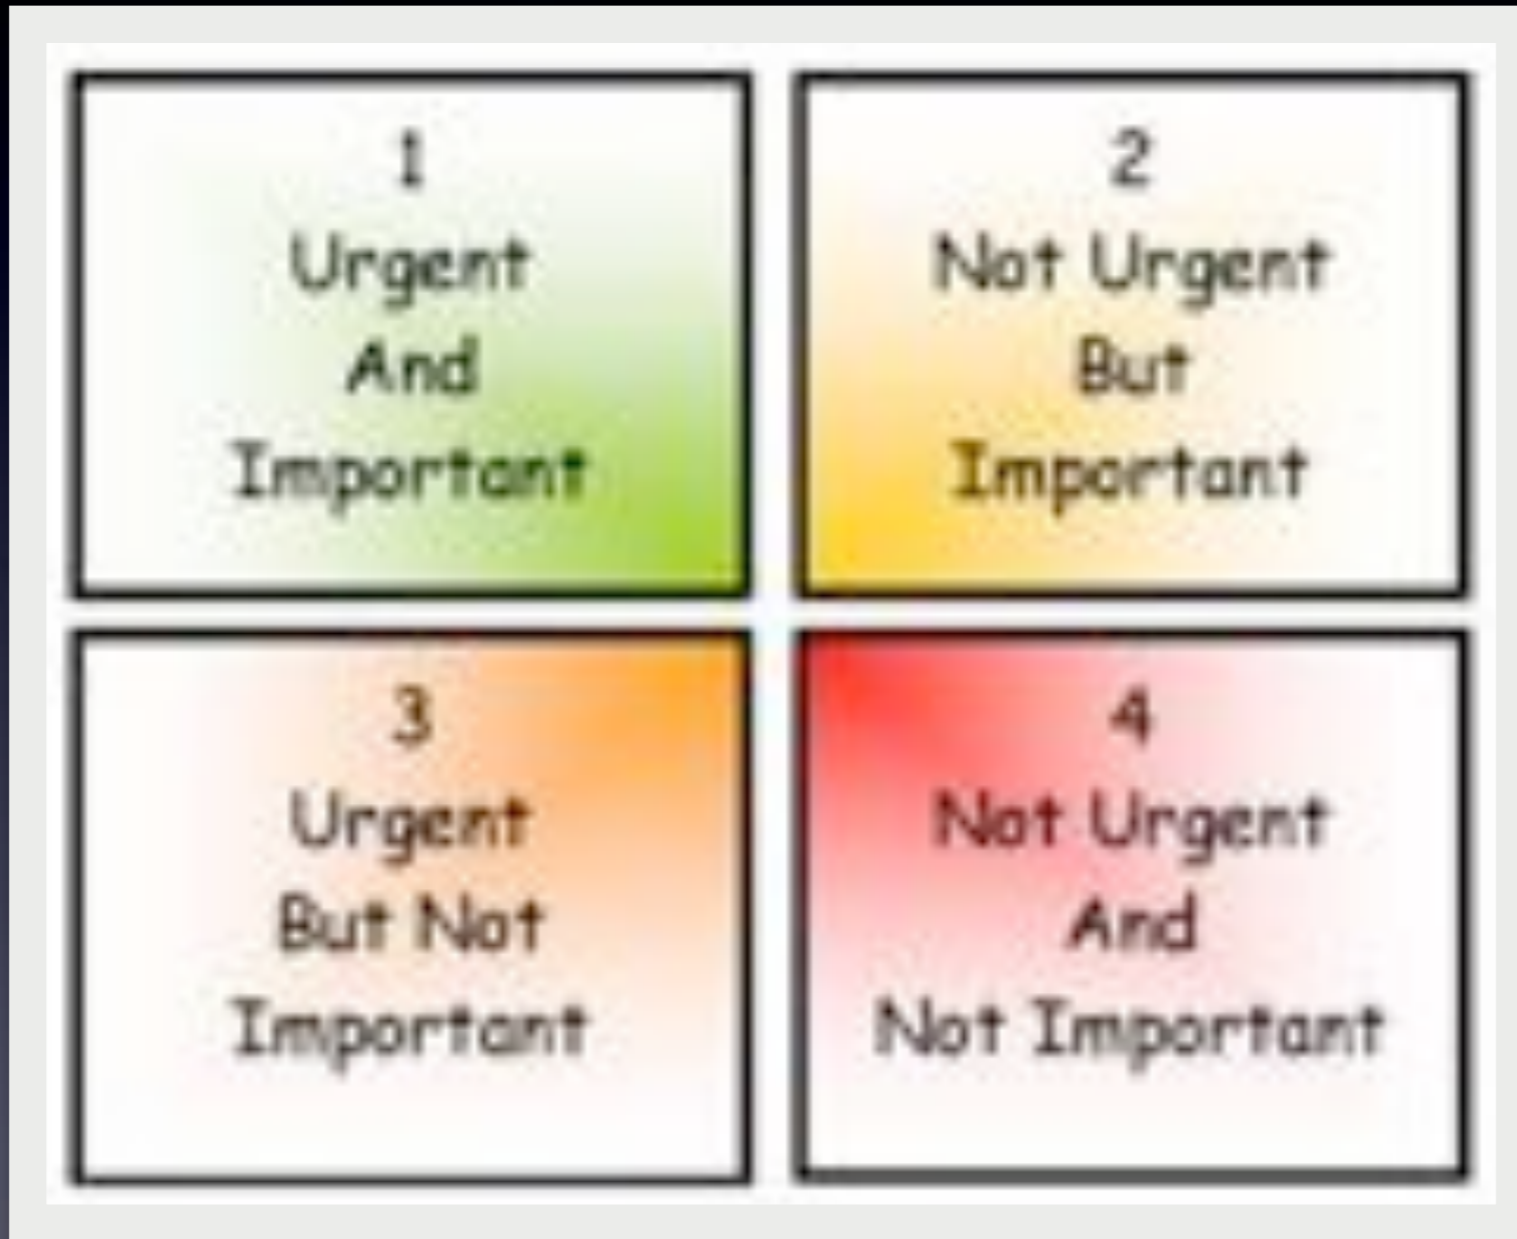 1
Urgent
And
Important
2
Not Urgent
But
Important
3
Urgent
But Not
Important
4
Not Urgent
And
Not Important